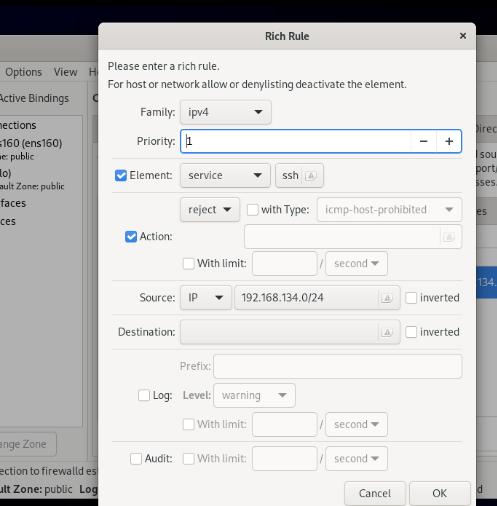 Rich Rule
×
Please enter a rich rule.
For host or network allow or denylisting deactivate the element.
Family: ipv4
Priority: 1 − +
Element: service ssh
reject with Type: icmp-host-prohibited
Action:
With limit: / second
Source: IP 192.168.134.0/24 inverted
Destination: inverted
Prefix:
Log: Level: warning
With limit: / second
Audit: With limit: / second
Cancel OK
Options View
Active Bindings
nections
s160 (ens160)
ne: public
lo)
ault Zone: public
faces
ces
ange Zone
ection to firewalld es
ult Zone: public Log
Direc
sou
port/
sses.
es
134.
d